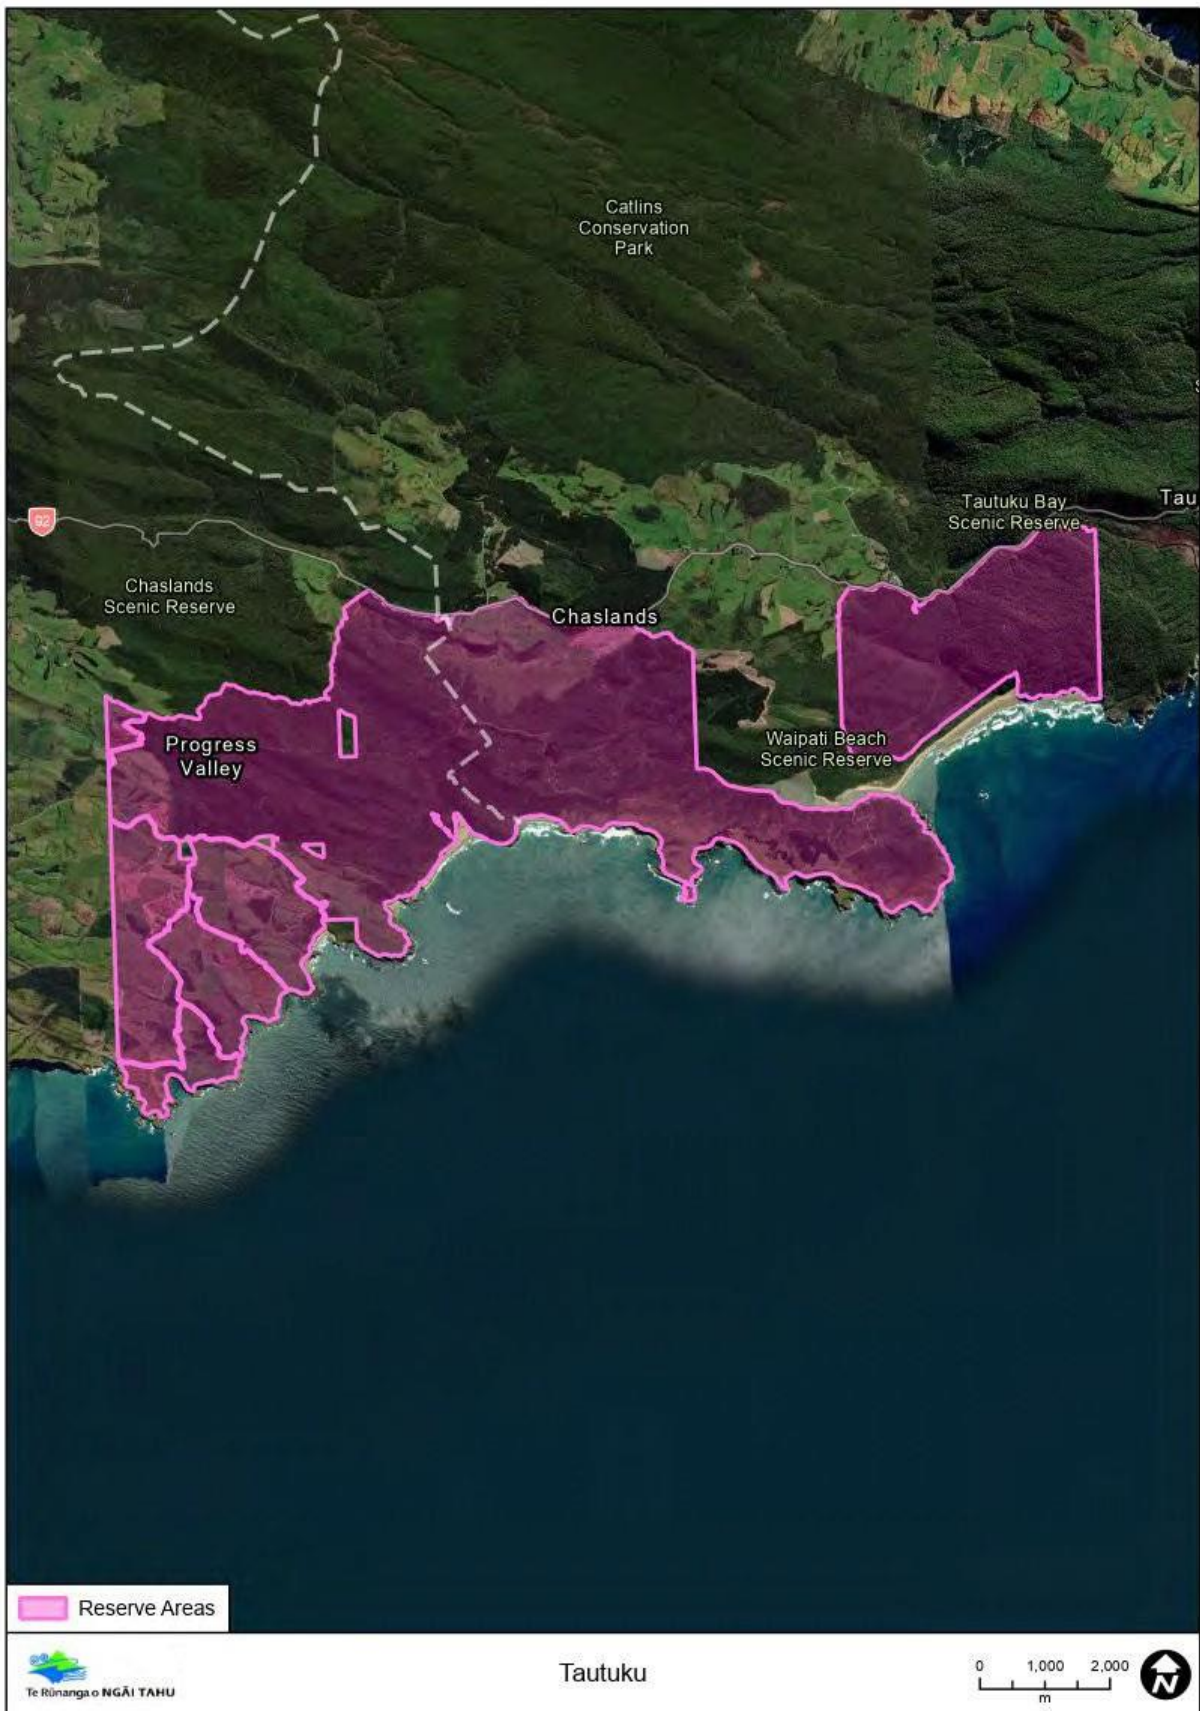 Catlins
Conservation
Park
Tautuku Bay
Scenic Reserve
Tau
92
Chaslands
Scenic Reserve
Chaslands
Progress
Valley
Waipati Beach
Scenic Reserve
Reserve Areas
Te Rūnanga o NGĀI TAHU
Tautuku
0 1,000 2,000
m
N